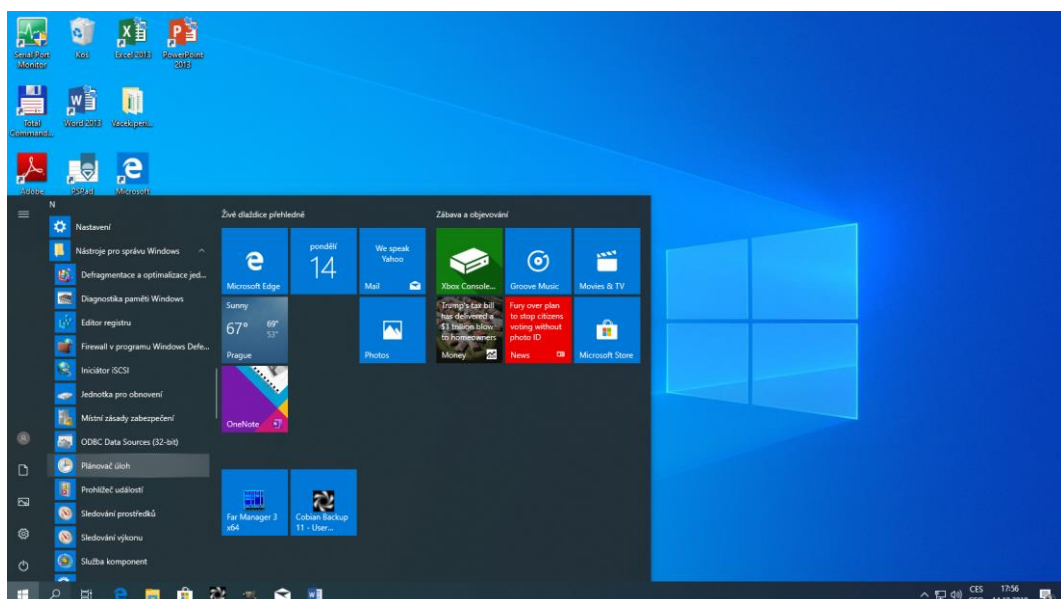 Serial Port
Monitor
Koš
Excel 2013
PowerPoint
2013
Total
Command...
Word 2013
Adobe
PSPad
Microsoft
N
Nastavení
Nástroje pro správu Windows
Defragmentace a optimalizace jed...
Diagnostika paměti Windows
Editor registru
Firewall v programu Windows Defe...
Iniciátor iSCSI
Jednotka pro obnovení
Místní zásady zabezpečení
ODBC Data Sources (32-bit)
Plánovač úloh
Prohlížeč událostí
Sledování prostředků
Sledování výkonu
Služba komponent
Živé dlaždice přehledně
Microsoft Edge
pondělí
14
We speak
Yahoo
Mail
Sunny
67°
69°
53°
Prague
Photos
OneNote
Far Manager 3
x64
Cobian Backup
11 - User...
Zábava a objevování
Xbox Console...
Groove Music
Movies & TV
Trump's tax bill
has delivered a
$1 trillion blow
to homeowners
Money
Fury over plan
to stop citizens
voting without
photo ID
News
Microsoft Store
CES
17:56